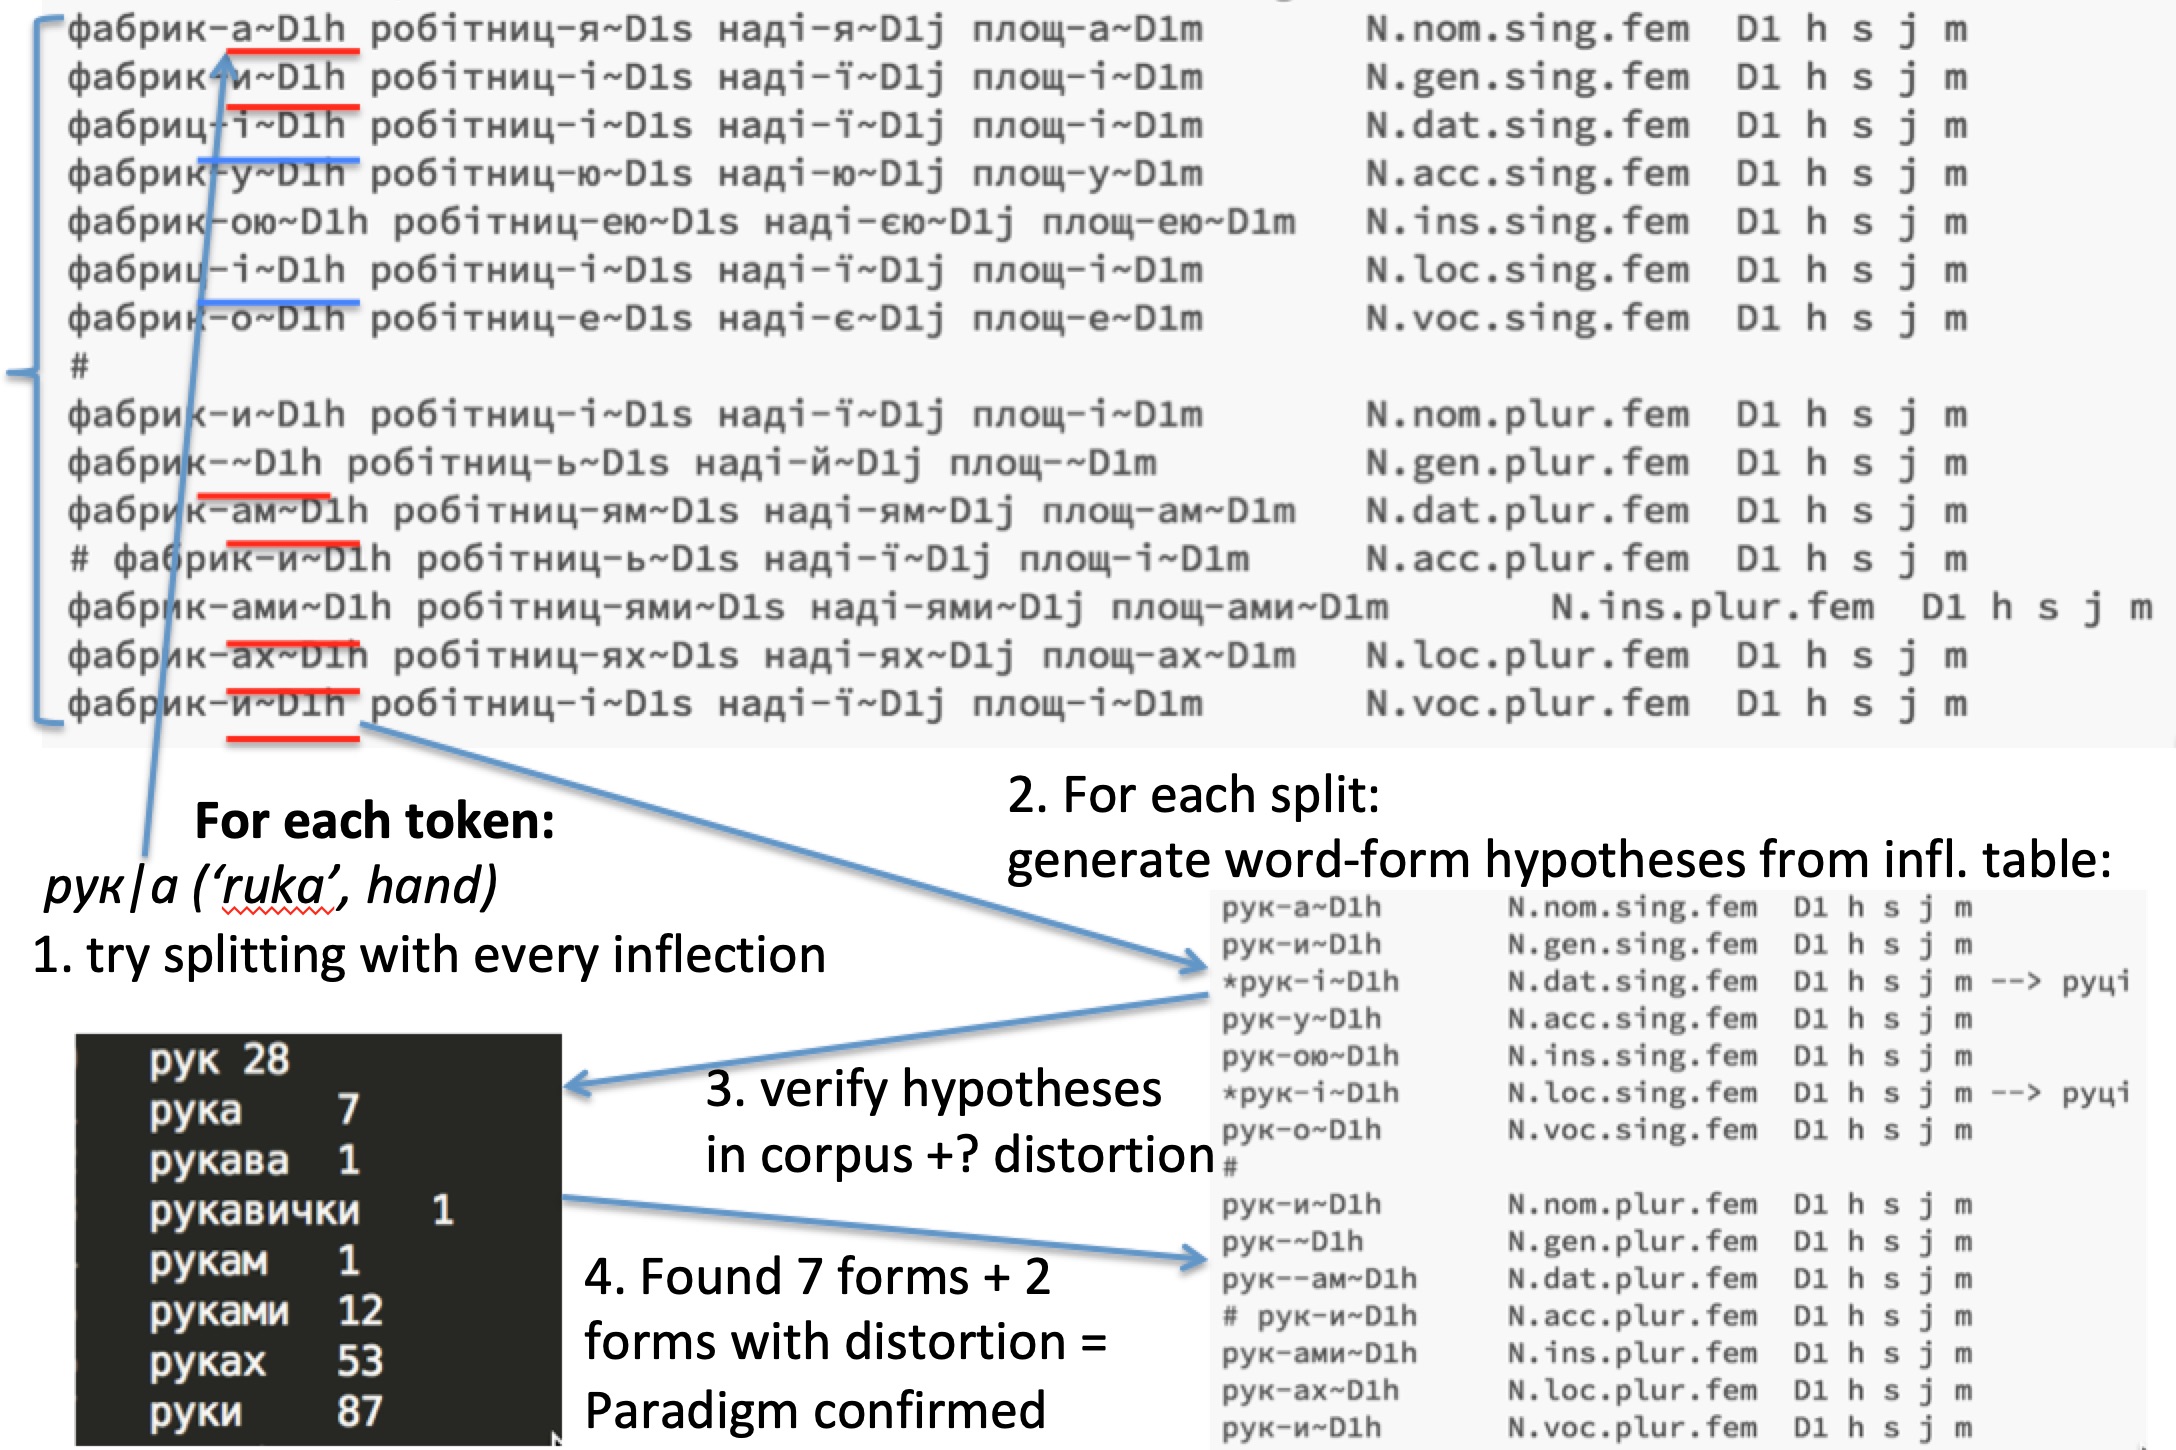 фабрик-а~D1h робітниц-я~D1s наді-я~D1j площ-а~D1m N.nom.sing.fem D1 h s j m
фабрик-и~D1h робітниц-і~D1s наді-ї~D1j площ-і~D1m N.gen.sing.fem D1 h s j m
фабриц-і~D1h робітниц-і~D1s наді-ї~D1j площ-і~D1m N.dat.sing.fem D1 h s j m
фабрик-у~D1h робітниц-ю~D1s наді-ю~D1j площ-у~D1m N.acc.sing.fem D1 h s j m
фабрик-ою~D1h робітниц-ею~D1s наді-єю~D1j площ-ею~D1m N.ins.sing.fem D1 h s j m
фабриц-і~D1h робітниц-і~D1s наді-ї~D1j площ-і~D1m N.loc.sing.fem D1 h s j m
фабрик-о~D1h робітниц-е~D1s наді-є~D1j площ-е~D1m N.voc.sing.fem D1 h s j m
#
фабрик-и~D1h робітниц-і~D1s наді-ї~D1j площ-і~D1m N.nom.plur.fem D1 h s j m
фабрик-~D1h робітниц-ь~D1s наді-й~D1j площ-~D1m N.gen.plur.fem D1 h s j m
фабрик-ам~D1h робітниц-ям~D1s наді-ям~D1j площ-ам~D1m N.dat.plur.fem D1 h s j m
# фабрик-и~D1h робітниц-ь~D1s наді-ї~D1j площ-і~D1m N.acc.plur.fem D1 h s j m
фабрик-ами~D1h робітниц-ями~D1s наді-ями~D1j площ-ами~D1m N.ins.plur.fem D1 h s j m
фабрик-ах~D1h робітниц-ях~D1s наді-ях~D1j площ-ах~D1m N.loc.plur.fem D1 h s j m
фабрик-и~D1h робітниц-і~D1s наді-ї~D1j площ-і~D1m N.voc.plur.fem D1 h s j m
For each token:
рук|а (‘ruka’, hand)
1. try splitting with every inflection
2. For each split:
generate word-form hypotheses from infl. table:
рук-а~D1h N.nom.sing.fem D1 h s j m
рук-и~D1h N.gen.sing.fem D1 h s j m
*рук-і~D1h N.dat.sing.fem D1 h s j m --> руці
рук-у~D1h N.acc.sing.fem D1 h s j m
рук-ою~D1h N.ins.sing.fem D1 h s j m
*рук-і~D1h N.loc.sing.fem D1 h s j m --> руці
рук-о~D1h N.voc.sing.fem D1 h s j m
#
рук-и~D1h N.nom.plur.fem D1 h s j m
рук-~D1h N.gen.plur.fem D1 h s j m
рук--ам~D1h N.dat.plur.fem D1 h s j m
# рук-и~D1h N.acc.plur.fem D1 h s j m
рук-ами~D1h N.ins.plur.fem D1 h s j m
рук-ах~D1h N.loc.plur.fem D1 h s j m
рук-и~D1h N.voc.plur.fem D1 h s j m
3. verify hypotheses
in corpus +? distortion
рук 28
рука 7
рукава 1
рукавички 1
рукам 1
руками 12
руках 53
руки 87
4. Found 7 forms + 2
forms with distortion =
Paradigm confirmed